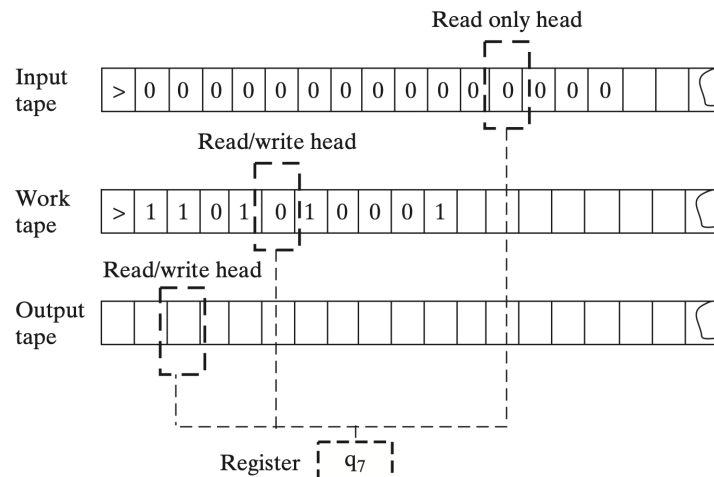 Read only head
Input tape
> 0 0 0 0 0 0 0 0 0 0 0 0 0 0 0
Read/write head
Work tape
> 1 1 0 1 0 1 0 0 0 1
Read/write head
Output tape
Register q₇